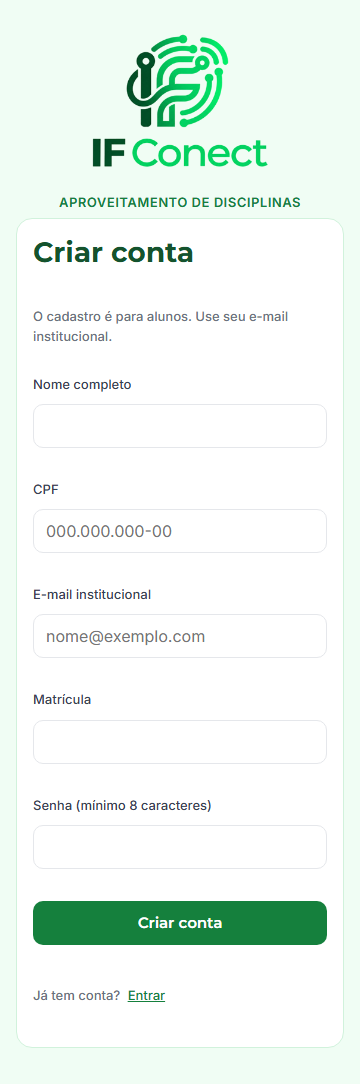 IF Conect
APROVEITAMENTO DE DISCIPLINAS
Criar conta
O cadastro é para alunos. Use seu e-mail
institucional.
Nome completo
CPF
000.000.000-00
E-mail institucional
nome@exemplo.com
Matrícula
Senha (mínimo 8 caracteres)
Criar conta
Já tem conta? Entrar